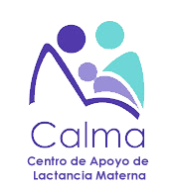 Calma
Centro de Apoyo de
Lactancia Materna